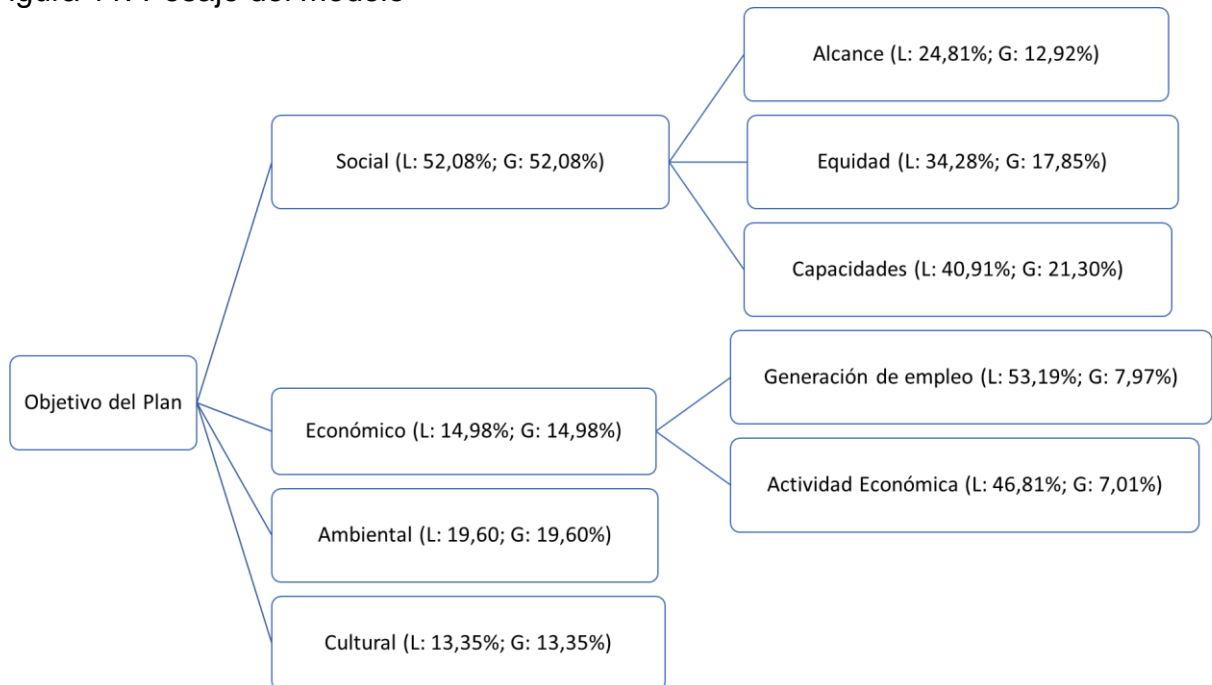 Objetivo del Plan
Social (L: 52,08%; G: 52,08%)
Alcance (L: 24,81%; G: 12,92%)
Equidad (L: 34,28%; G: 17,85%)
Capacidades (L: 40,91%; G: 21,30%)
Económico (L: 14,98%; G: 14,98%)
Generación de empleo (L: 53,19%; G: 7,97%)
Actividad Económica (L: 46,81%; G: 7,01%)
Ambiental (L: 19,60; G: 19,60%)
Cultural (L: 13,35%; G: 13,35%)